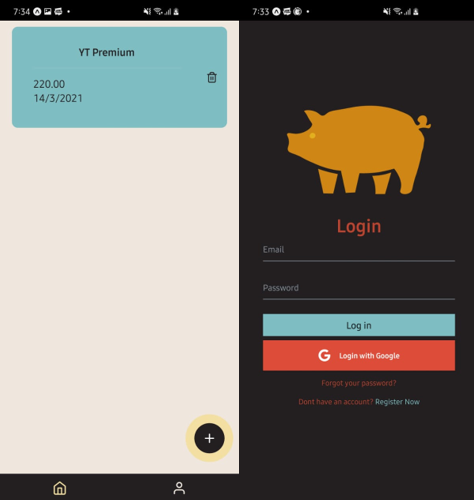 7:34
YT Premium
220.00
14/3/2021
7:33
Login
Email
Password
Log in
G Login with Google
Forgot your password?
Dont have an account? Register Now